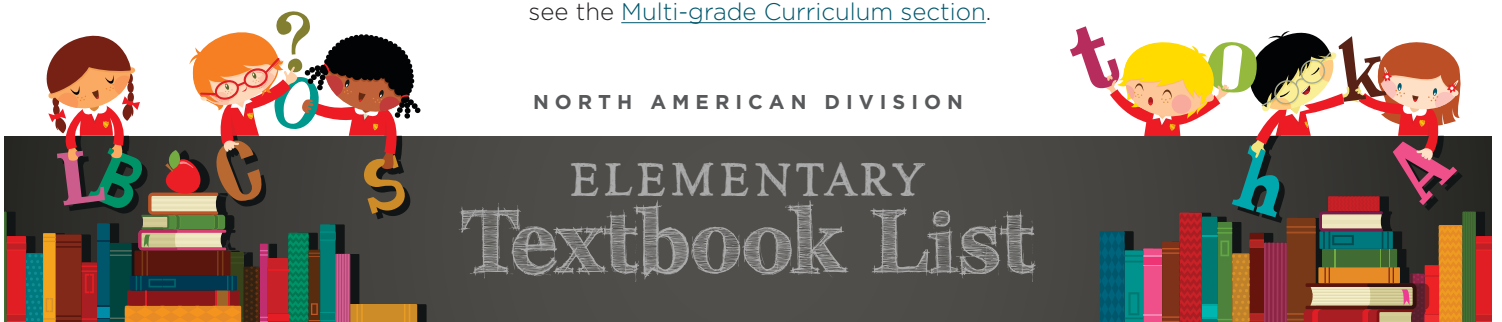 see the Multi-grade Curriculum section.
?
o
t o k
NORTH AMERICAN DIVISION
L B C S
h A
ELEMENTARY
Textbook List